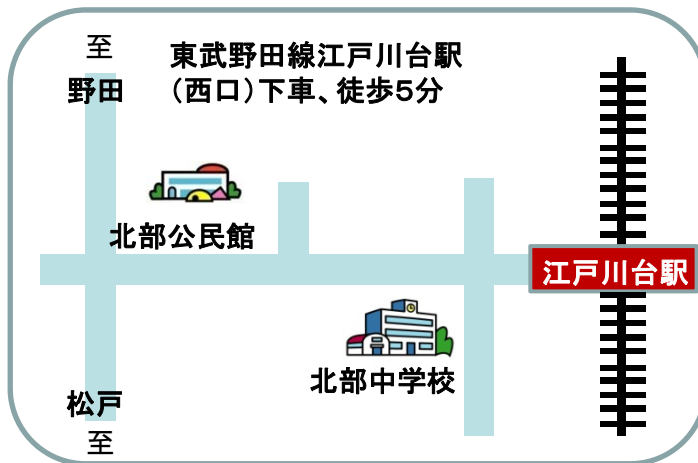 至
野田
東武野田線江戸川台駅
（西口）下車、徒歩５分
北部公民館
江戸川台駅
北部中学校
松戸
至